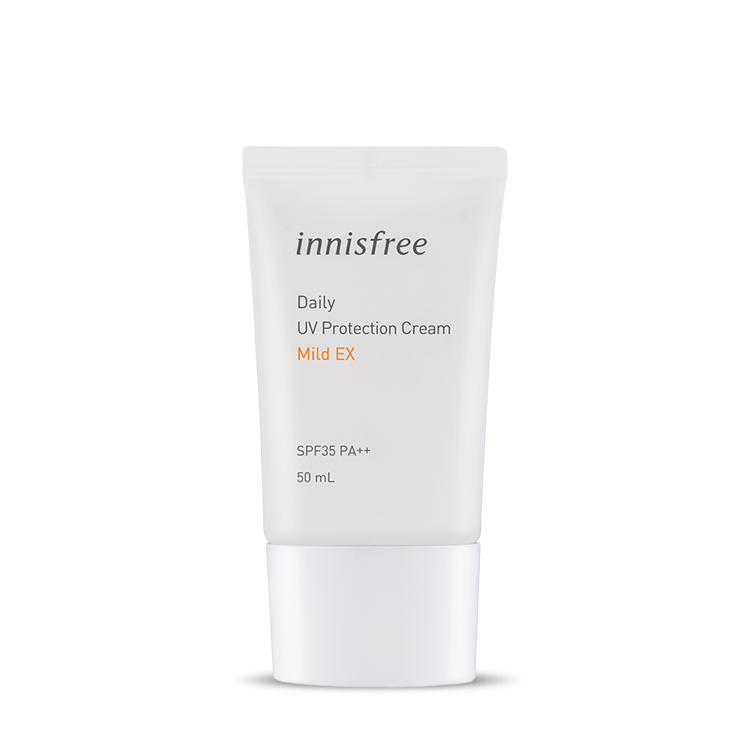 innisfree
Daily
UV Protection Cream
Mild EX
SPF35 PA++
50 mL